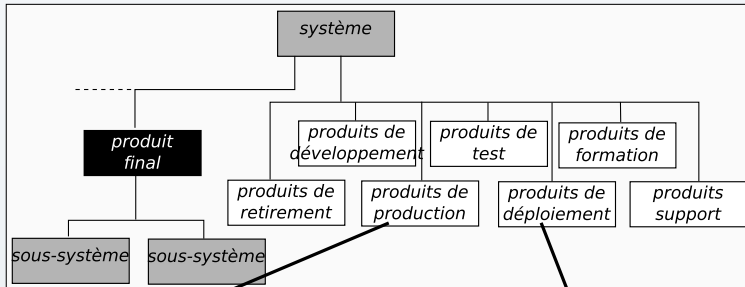 système
produit
final
produits de
développement
produits de
test
produits de
formation
produits de
retirement
produits de
production
produits de
déploiement
produits
support
sous-système
sous-système